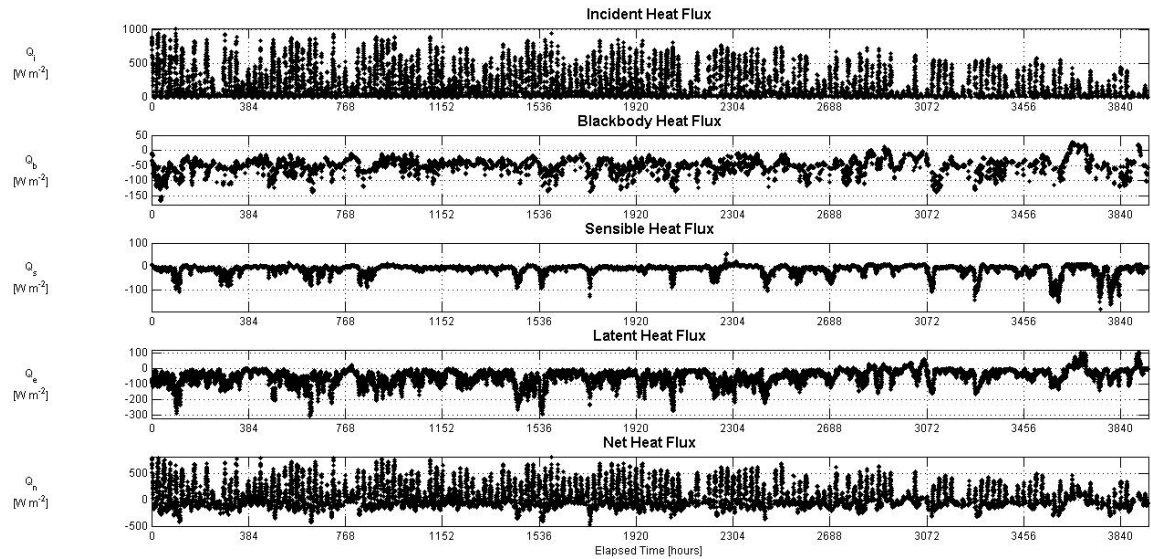 Incident Heat Flux
Q_i
[W m^-2]
1000
500
0
0 384 768 1152 1536 1920 2304 2688 3072 3456 3840
Blackbody Heat Flux
Q_b
[W m^-2]
50
0
-50
-100
-150
0 384 768 1152 1536 1920 2304 2688 3072 3456 3840
Sensible Heat Flux
Q_s
[W m^-2]
100
0
-100
0 384 768 1152 1536 1920 2304 2688 3072 3456 3840
Latent Heat Flux
Q_e
[W m^-2]
100
0
-100
-200
-300
0 384 768 1152 1536 1920 2304 2688 3072 3456 3840
Net Heat Flux
Q_n
[W m^-2]
500
0
-500
0 384 768 1152 1536 1920 2304 2688 3072 3456 3840
Elapsed Time [hours]